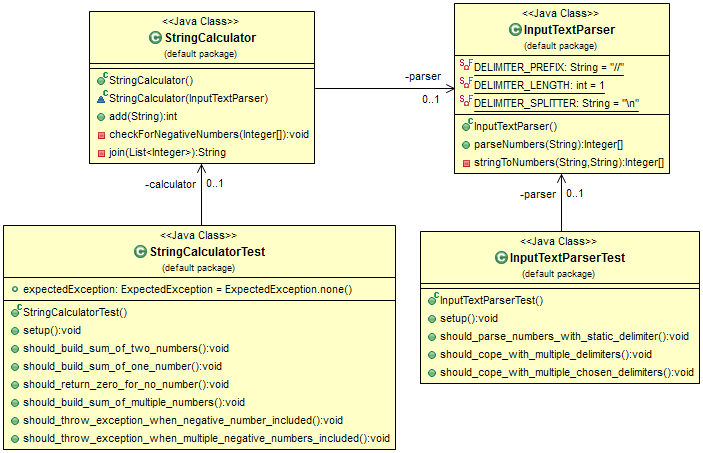 <<Java Class>>
StringCalculator
(default package)
StringCalculator()
StringCalculator(InputTextParser)
add(String):int
checkForNegativeNumbers(Integer[]):void
join(List<Integer>):String
-parser
0..1
<<Java Class>>
InputTextParser
(default package)
DELIMITER_PREFIX: String = "//"
DELIMITER_LENGTH: int = 1
DELIMITER_SPLITTER: String = "\n"
InputTextParser()
parseNumbers(String):Integer[]
stringToNumbers(String,String):Integer[]
-calculator
0..1
-parser
0..1
<<Java Class>>
StringCalculatorTest
(default package)
expectedException: ExpectedException = ExpectedException.none()
StringCalculatorTest()
setup():void
should_build_sum_of_two_numbers():void
should_build_sum_of_one_number():void
should_return_zero_for_no_number():void
should_build_sum_of_multiple_numbers():void
should_throw_exception_when_negative_number_included():void
should_throw_exception_when_multiple_negative_numbers_included():void
<<Java Class>>
InputTextParserTest
(default package)
InputTextParserTest()
setup():void
should_parse_numbers_with_static_delimiter():void
should_cope_with_multiple_delimiters():void
should_cope_with_multiple_chosen_delimiters():void